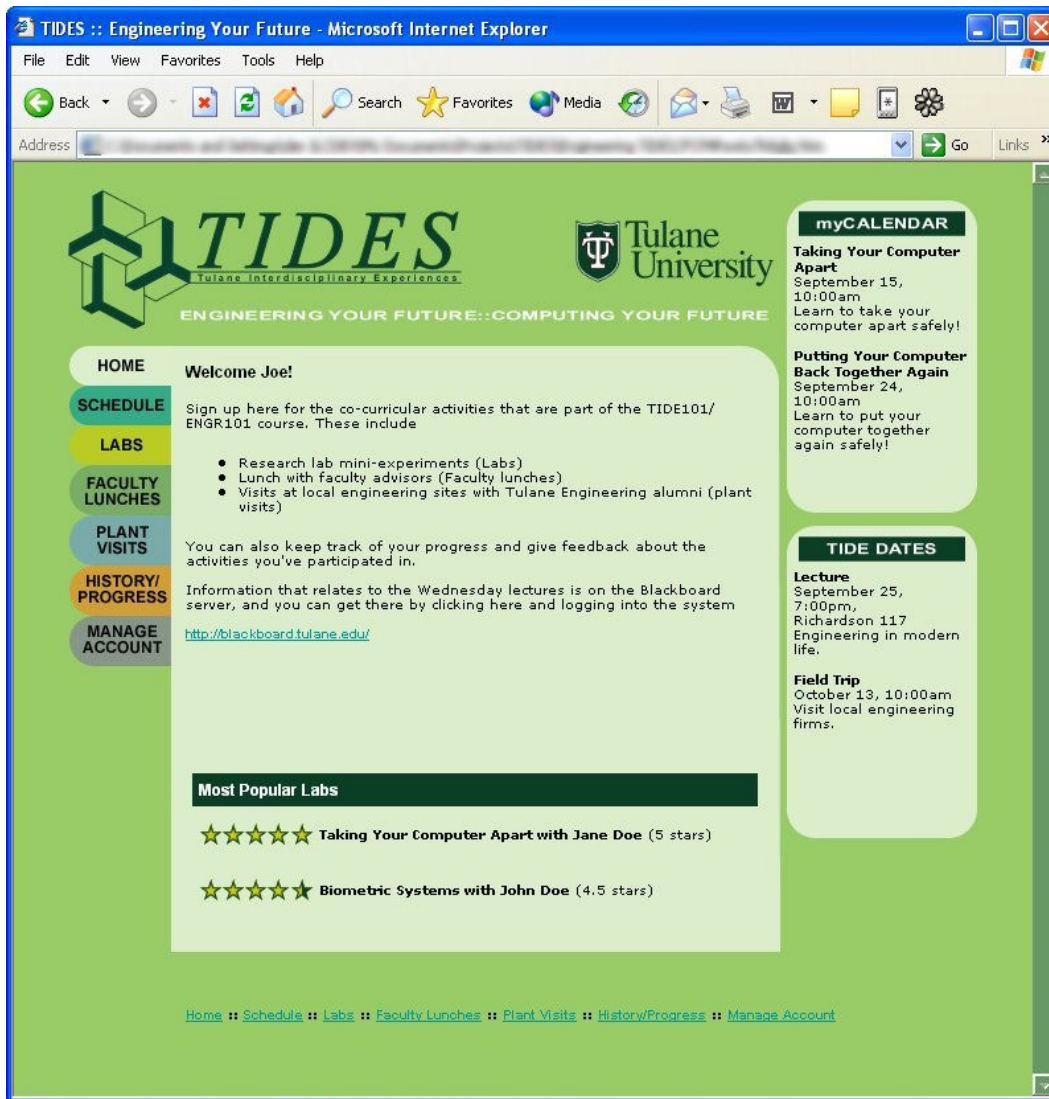 TIDES :: Engineering Your Future - Microsoft Internet Explorer
File Edit View Favorites Tools Help
Back Search Favorites Media
Address Go Links »
TIDES
Tulane Interdisciplinary Experiences
Tulane
University
ENGINEERING YOUR FUTURE::COMPUTING YOUR FUTURE
HOME
SCHEDULE
LABS
FACULTY
LUNCHES
PLANT
VISITS
HISTORY/
PROGRESS
MANAGE
ACCOUNT
Welcome Joe!
Sign up here for the co-curricular activities that are part of the TIDE101/
ENGR101 course. These include
• Research lab mini-experiments (Labs)
• Lunch with faculty advisors (Faculty lunches)
• Visits at local engineering sites with Tulane Engineering alumni (plant
visits)
You can also keep track of your progress and give feedback about the
activities you've participated in.
Information that relates to the Wednesday lectures is on the Blackboard
server, and you can get there by clicking here and logging into the system
http://blackboard.tulane.edu/
Most Popular Labs
Taking Your Computer Apart with Jane Doe (5 stars)
Biometric Systems with John Doe (4.5 stars)
myCALENDAR
Taking Your Computer
Apart
September 15,
10:00am
Learn to take your
computer apart safely!
Putting Your Computer
Back Together Again
September 24,
10:00am
Learn to put your
computer together
again safely!
TIDE DATES
Lecture
September 25,
7:00pm,
Richardson 117
Engineering in modern
life.
Field Trip
October 13, 10:00am
Visit local engineering
firms.
Home :: Schedule :: Labs :: Faculty Lunches :: Plant Visits :: History/Progress :: Manage Account